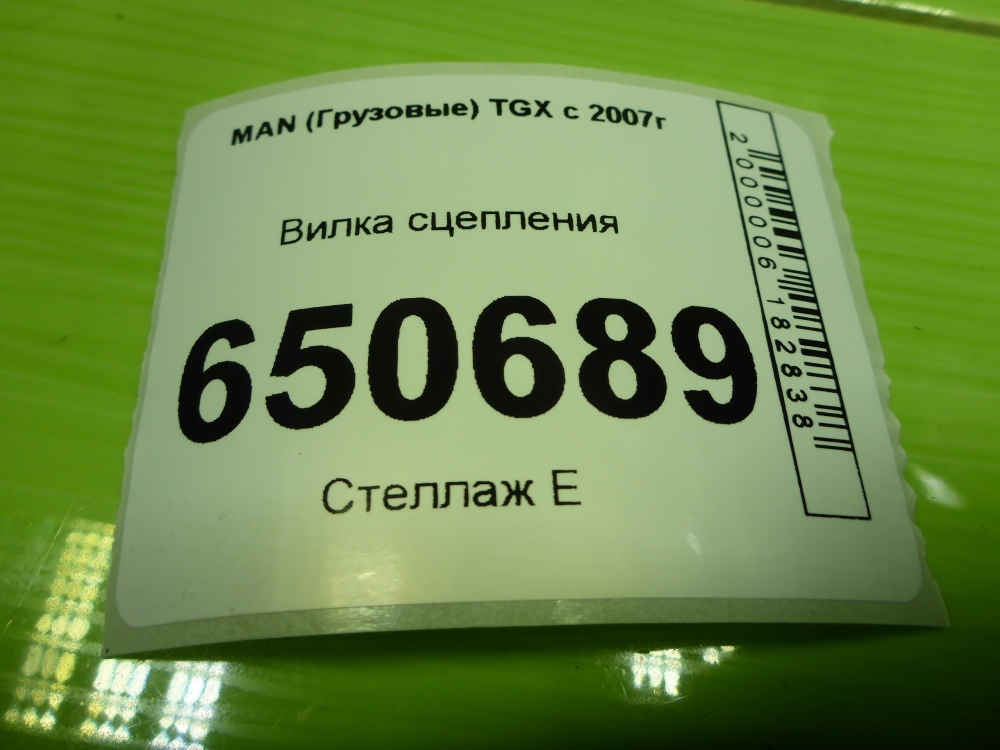 MAN (Грузовые) TGX с 2007г
Вилка сцепления
650689
Стеллаж Е
2000006182838